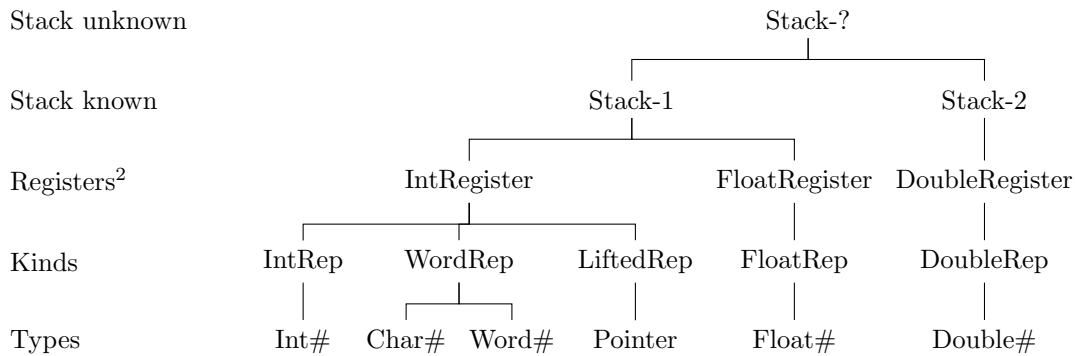 Stack unknown Stack-?
Stack known Stack-1 Stack-2
Registers² IntRegister FloatRegister DoubleRegister
Kinds IntRep WordRep LiftedRep FloatRep DoubleRep
Types Int# Char# Word# Pointer Float# Double#